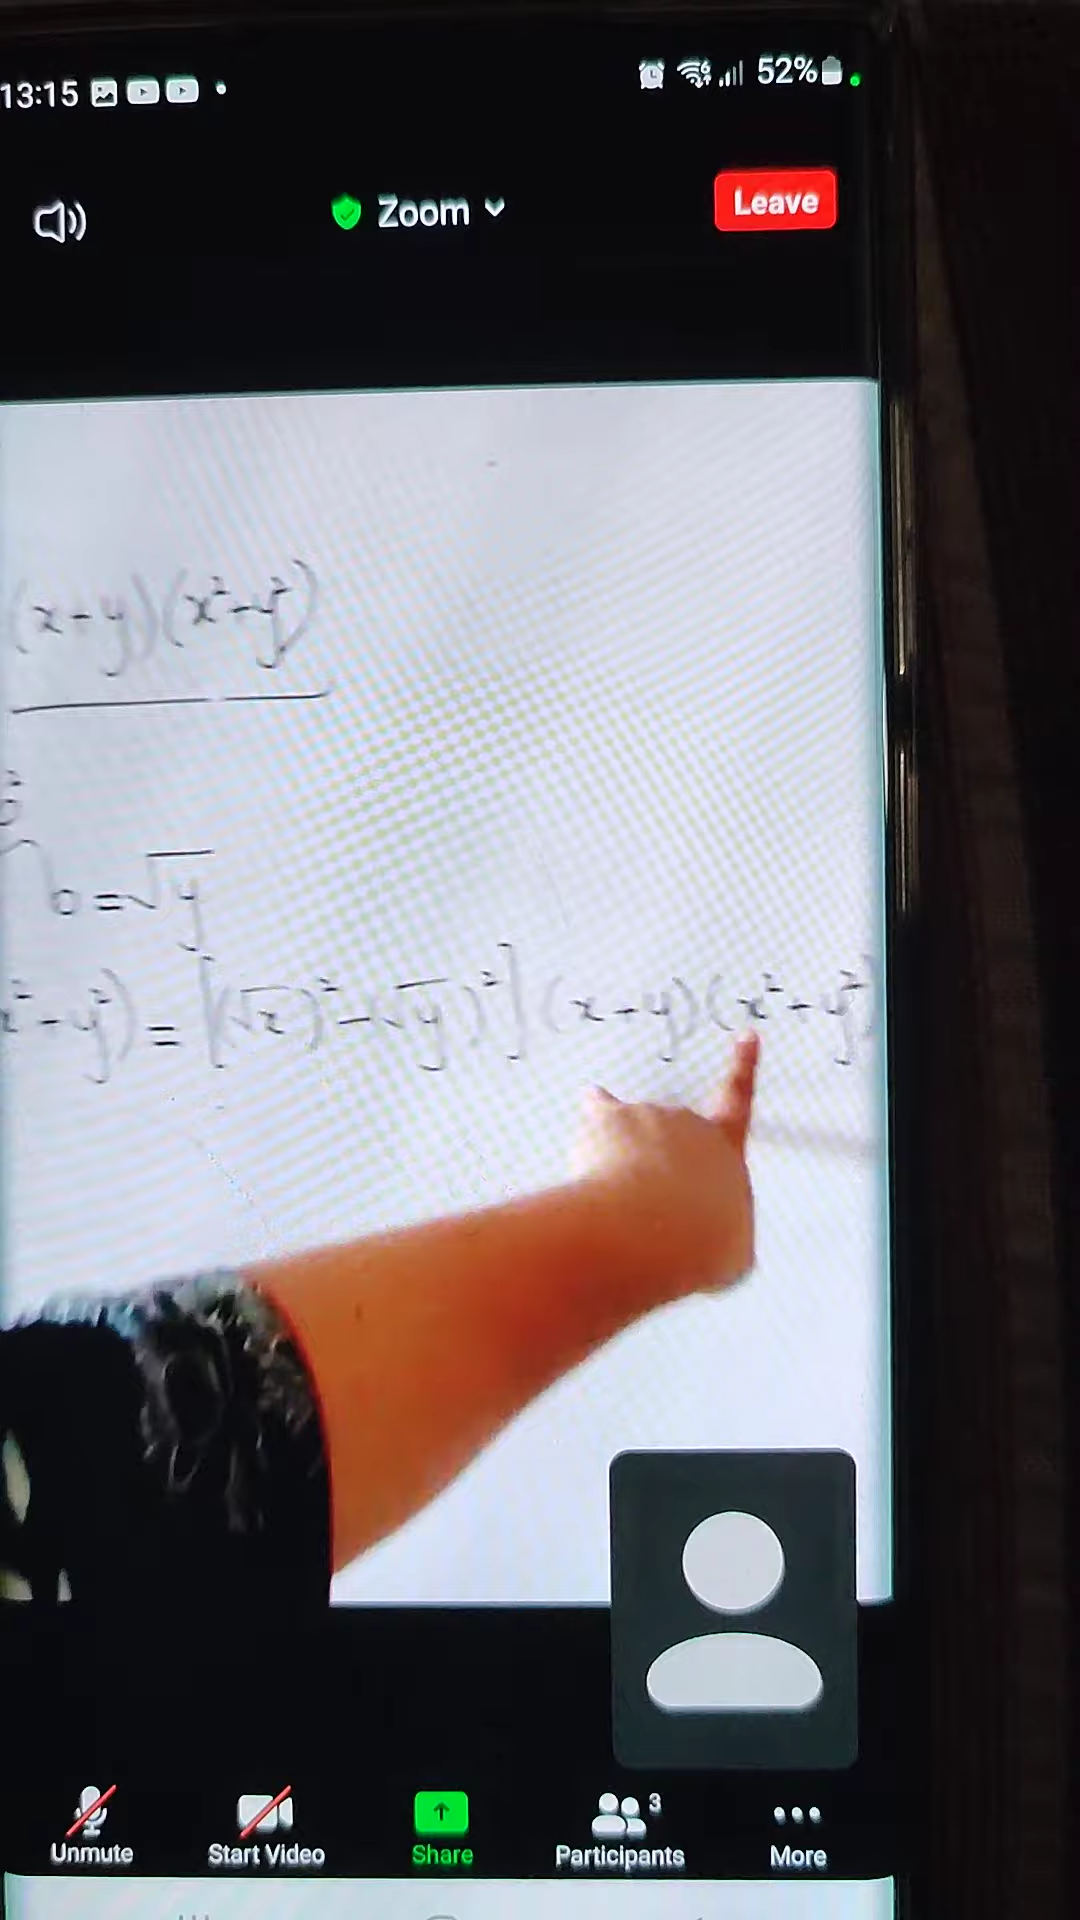 13:15 52%
Zoom Leave
(x-y)(x²-y²)
b=√y
x²-y²)=[(√x)²-(√y)²](x-y)(x²-y²)
Unmute Start Video Share Participants 3 More